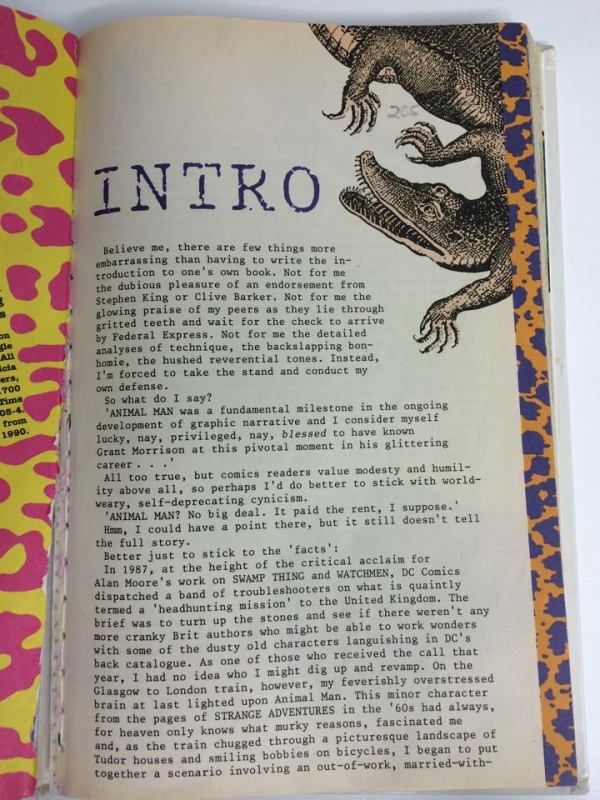 INTRO
205
Believe me, there are few things more
embarrassing than having to write the in-
troduction to one's own book. Not for me
the dubious pleasure of an endorsement from
Stephen King or Clive Barker. Not for me the
glowing praise of my peers as they lie through
gritted teeth and wait for the check to arrive
by Federal Express. Not for me the detailed
analyses of technique, the backslapping bon-
homie, the hushed reverential tones. Instead,
I'm forced to take the stand and conduct my
own defense.
So what do I say?
'ANIMAL MAN was a fundamental milestone in the ongoing
development of graphic narrative and I consider myself
lucky, nay, privileged, nay, blessed to have known
Grant Morrison at this pivotal moment in his glittering
career . . .'
All too true, but comics readers value modesty and humil-
ity above all, so perhaps I'd do better to stick with world-
weary, self-deprecating cynicism.
'ANIMAL MAN? No big deal. It paid the rent, I suppose.'
Hmm, I could have a point there, but it still doesn't tell
the full story.
Better just to stick to the 'facts':
In 1987, at the height of the critical acclaim for
Alan Moore's work on SWAMP THING and WATCHMEN, DC Comics
dispatched a band of troubleshooters on what is quaintly
termed a 'headhunting mission' to the United Kingdom. The
brief was to turn up the stones and see if there weren't any
more cranky Brit authors who might be able to work wonders
with some of the dusty old characters languishing in DC's
back catalogue. As one of those who received the call that
year, I had no idea who I might dig up and revamp. On the
Glasgow to London train, however, my feverishly overstressed
brain at last lighted upon Animal Man. This minor character
from the pages of STRANGE ADVENTURES in the '60s had always,
for heaven only knows what murky reasons, fascinated me
and, as the train chugged through a picturesque landscape of
Tudor houses and smiling bobbies on bicycles, I began to put
together a scenario involving an out-of-work, married-with-
on
gle
All
icia
ers,
700
Time
08-4.
from
1990.